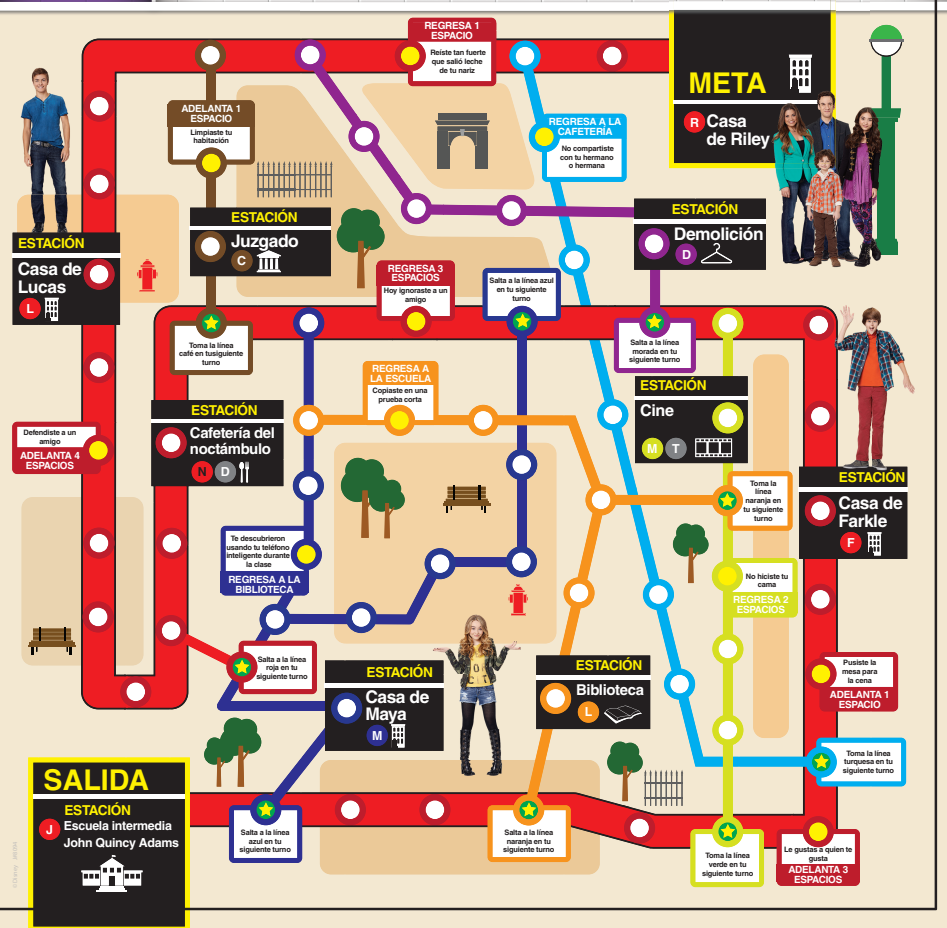 REGRESA 1
ESPACIO
Reíste tan fuerte
que salió leche
de tu nariz
META
R
Casa
de Riley
ADELANTA 1
ESPACIO
Limpiaste tu
habitación
REGRESA A LA
CAFETERÍA
No compartiste
con tu hermano
o hermana
ESTACIÓN
Juzgado
C
ESTACIÓN
Demolición
D
ESTACIÓN
Casa de
Lucas
L
REGRESA 3
ESPACIOS
Hoy ignoraste a un
amigo
Salta a la línea azul
en tu siguiente
turno
Toma la línea
café en tusiguiente
turno
Salta a la línea
morada en tu
siguiente turno
REGRESA A
LA ESCUELA
Copiaste en una
prueba corta
ESTACIÓN
Cine
M
T
ESTACIÓN
Cafetería del
noctámbulo
N
D
Defendiste a un
amigo
ADELANTA 4
ESPACIOS
Toma la
línea
naranja en
tu siguiente
turno
ESTACIÓN
Casa de
Farkle
F
Te descubrieron
usando tu teléfono
inteligente durante
la clase
REGRESA A LA
BIBLIOTECA
No hiciste tu
cama
REGRESA 2
ESPACIOS
Salta a la línea
roja en tu
siguiente turno
ESTACIÓN
Casa de
Maya
M
ESTACIÓN
Biblioteca
L
Pusiste la
mesa para
la cena
ADELANTA 1
ESPACIO
Toma la línea
turquesa en tu
siguiente turno
SALIDA
ESTACIÓN
J
Escuela intermedia
John Quincy Adams
Salta a la línea
azul en tu
siguiente turno
Salta a la línea
naranja en tu
siguiente turno
Toma la línea
verde en tu
siguiente turno
Le gustas a quien te
gusta
ADELANTA 3
ESPACIOS